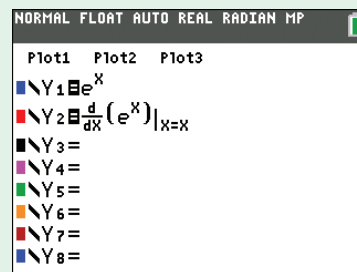 NORMAL FLOAT AUTO REAL RADIAN MP
Plot1 Plot2 Plot3
\Y1=e^X
\Y2=d/dX(e^X)|X=X
\Y3=
\Y4=
\Y5=
\Y6=
\Y7=
\Y8=